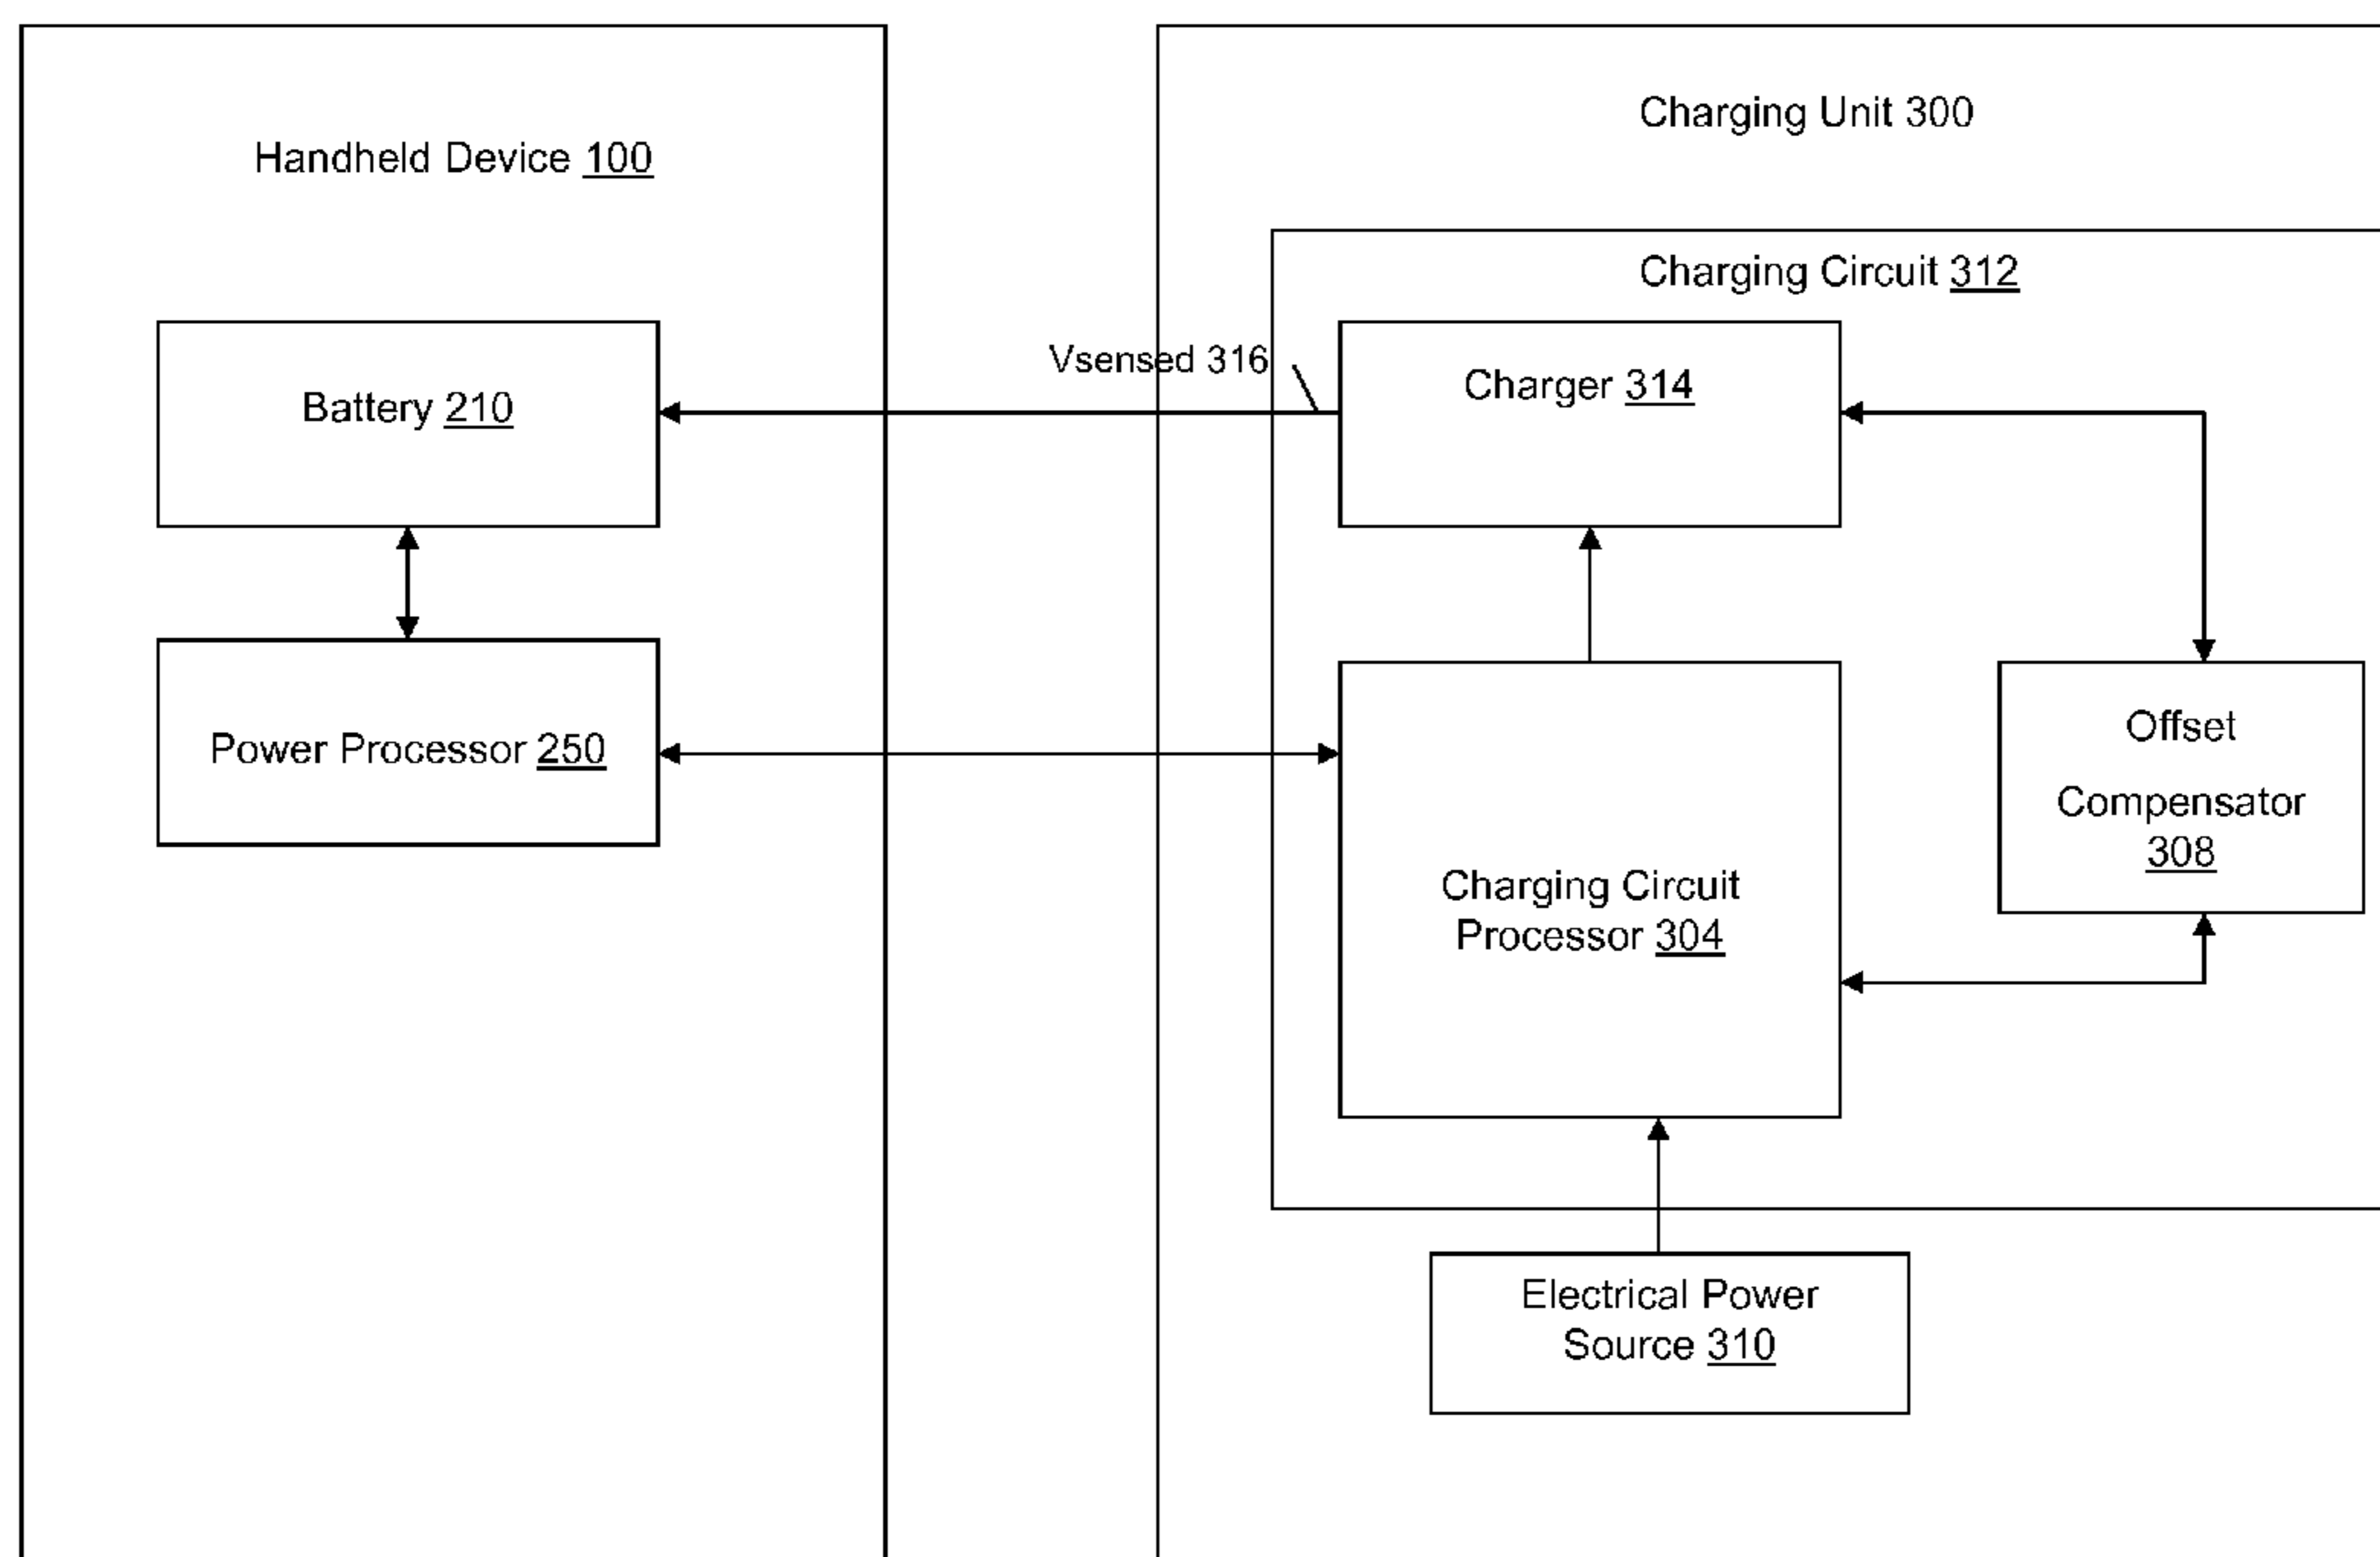 Handheld Device 100
Charging Unit 300
Charging Circuit 312
Vsensed 316
Battery 210
Charger 314
Power Processor 250
Offset
Compensator
308
Charging Circuit
Processor 304
Electrical Power
Source 310